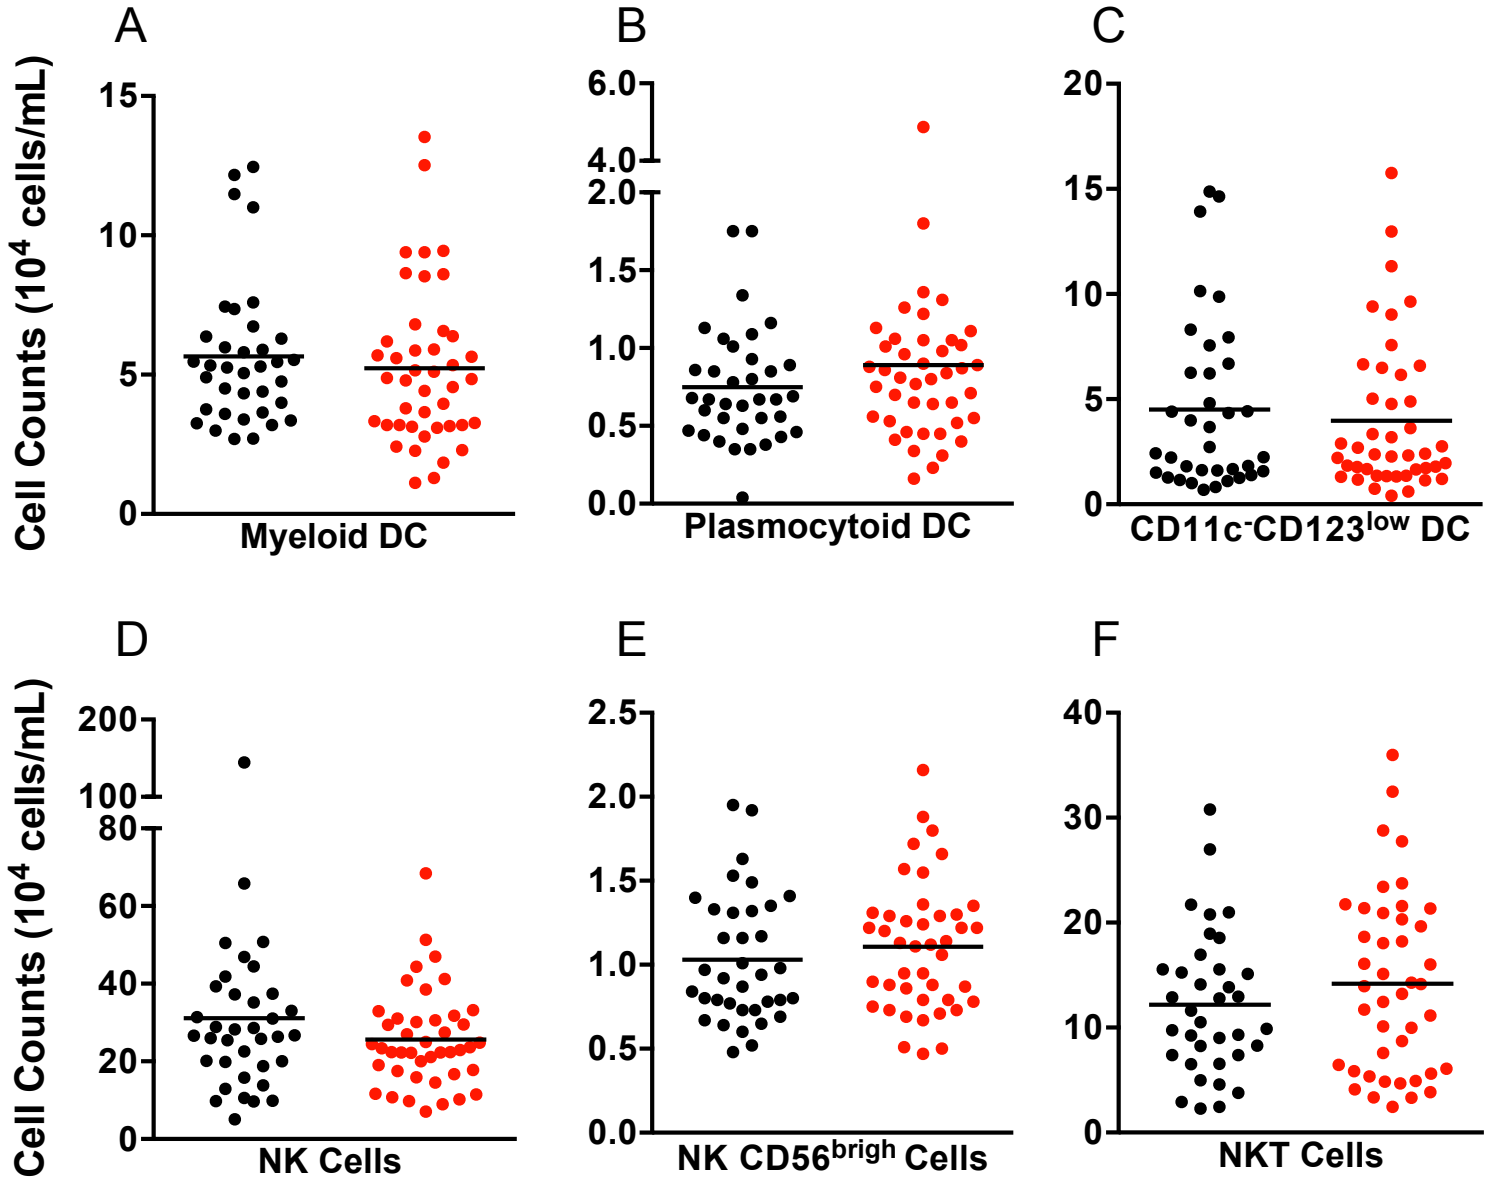 A
B
C
Cell Counts (10⁴ cells/mL)
15
10
5
0
Myeloid DC
6.0
4.0
2.0
1.5
1.0
0.5
0.0
Plasmocytoid DC
20
15
10
5
0
CD11c⁻CD123ˡᵒʷ DC
D
E
F
Cell Counts (10⁴ cells/mL)
200
100
80
60
40
20
0
NK Cells
2.5
2.0
1.5
1.0
0.5
0.0
NK CD56ᵇʳⁱᵍʰ Cells
40
30
20
10
0
NKT Cells